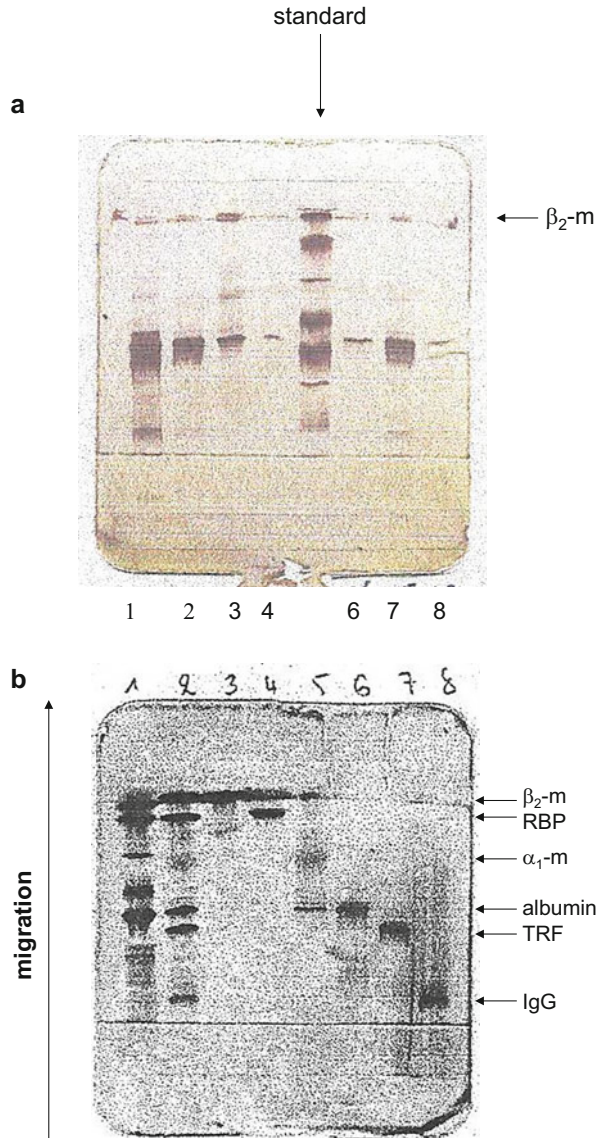 standard
a
β₂-m
1 2 3 4 6 7 8
b
1 2 3 4 5 6 7 8
β₂-m
RBP
α₁-m
albumin
TRF
IgG
migration